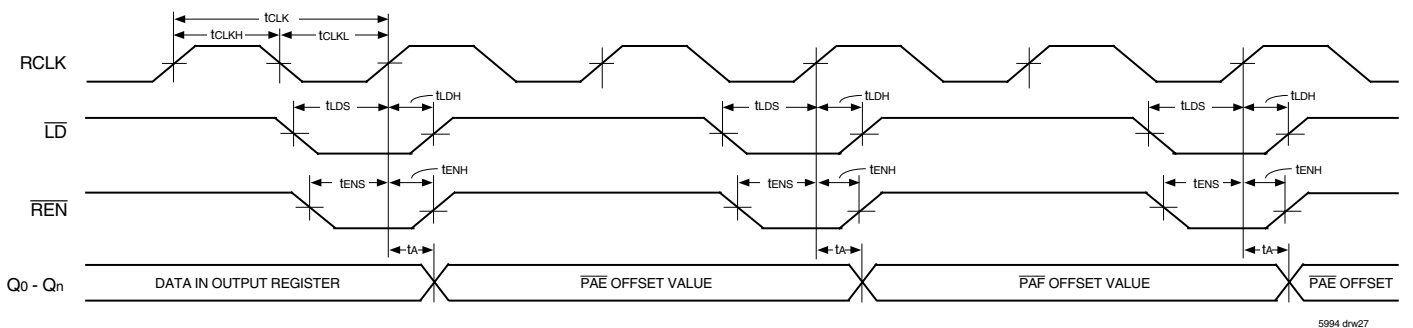 tCLK
tCLKH
tCLKL
RCLK
tLDS
tLDH
tLDS
tLDH
tLDS
tLDH
LD
tENS
tENH
tENS
tENH
tENS
tENH
REN
tA
tA
tA
Q0 - Qn
DATA IN OUTPUT REGISTER
PAE OFFSET VALUE
PAF OFFSET VALUE
PAE OFFSET
5994 drw27